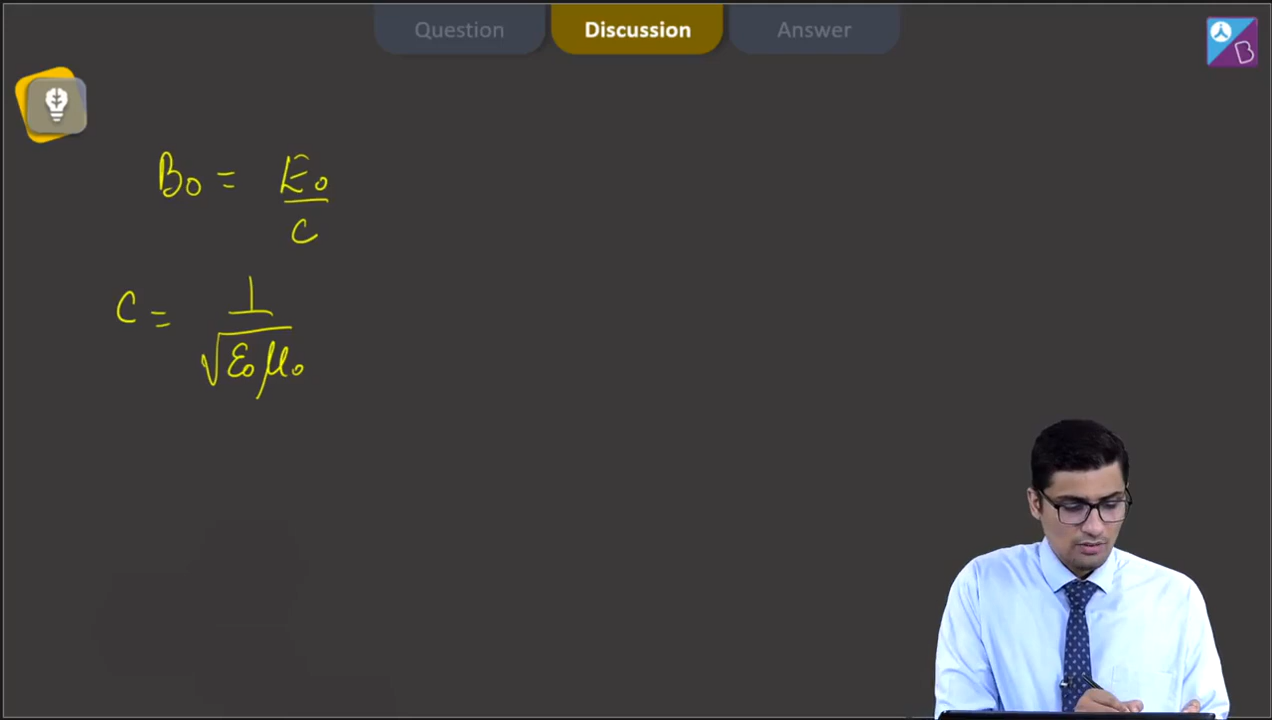 Question Discussion Answer
B
B₀ = E₀/C
C = 1/√ε₀μ₀